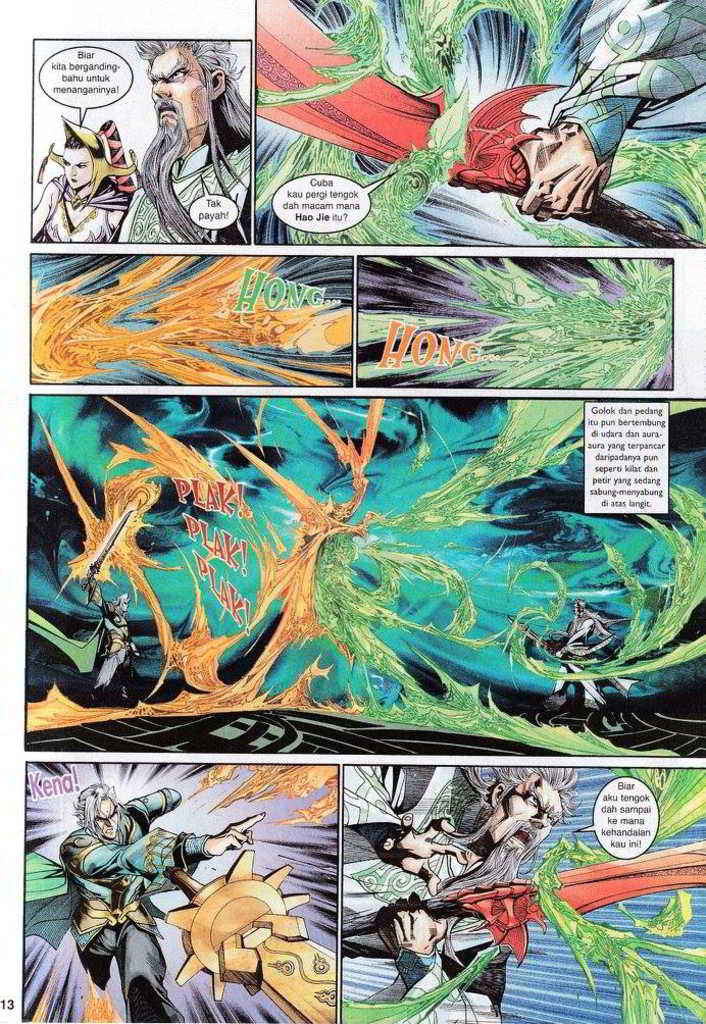 Biar
kita berganding-
bahu untuk
menanganinya!
Tak
payah!
Cuba
kau pergi tengok
dah macam mana
Hao Jie itu?
HONG...
HONG...
Golok dan pedang
itu pun bertembung
di udara dan aura-
aura yang terpancar
daripadanya pun
seperti kilat dan
petir yang sedang
sabung-menyabung
di atas langit.
PLAK!
PLAK!
PLAK!
Kena!
Biar
aku tengok
dah sampai
ke mana
kehandalan
kau ini!
13